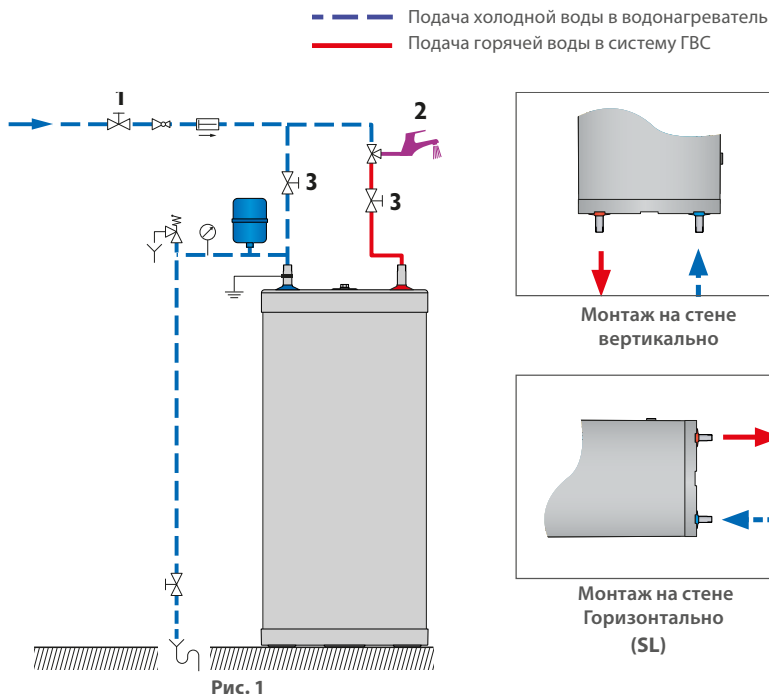 Подача холодной воды в водонагреватель
Подача горячей воды в систему ГВС
1
2
3
3
Монтаж на стене
вертикально
Монтаж на стене
Горизонтально
(SL)
Рис. 1